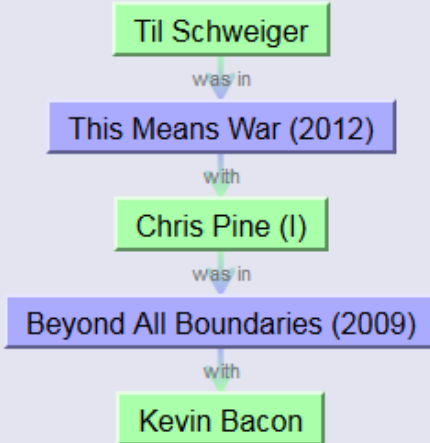 Til Schweiger
was in
This Means War (2012)
with
Chris Pine (I)
was in
Beyond All Boundaries (2009)
with
Kevin Bacon